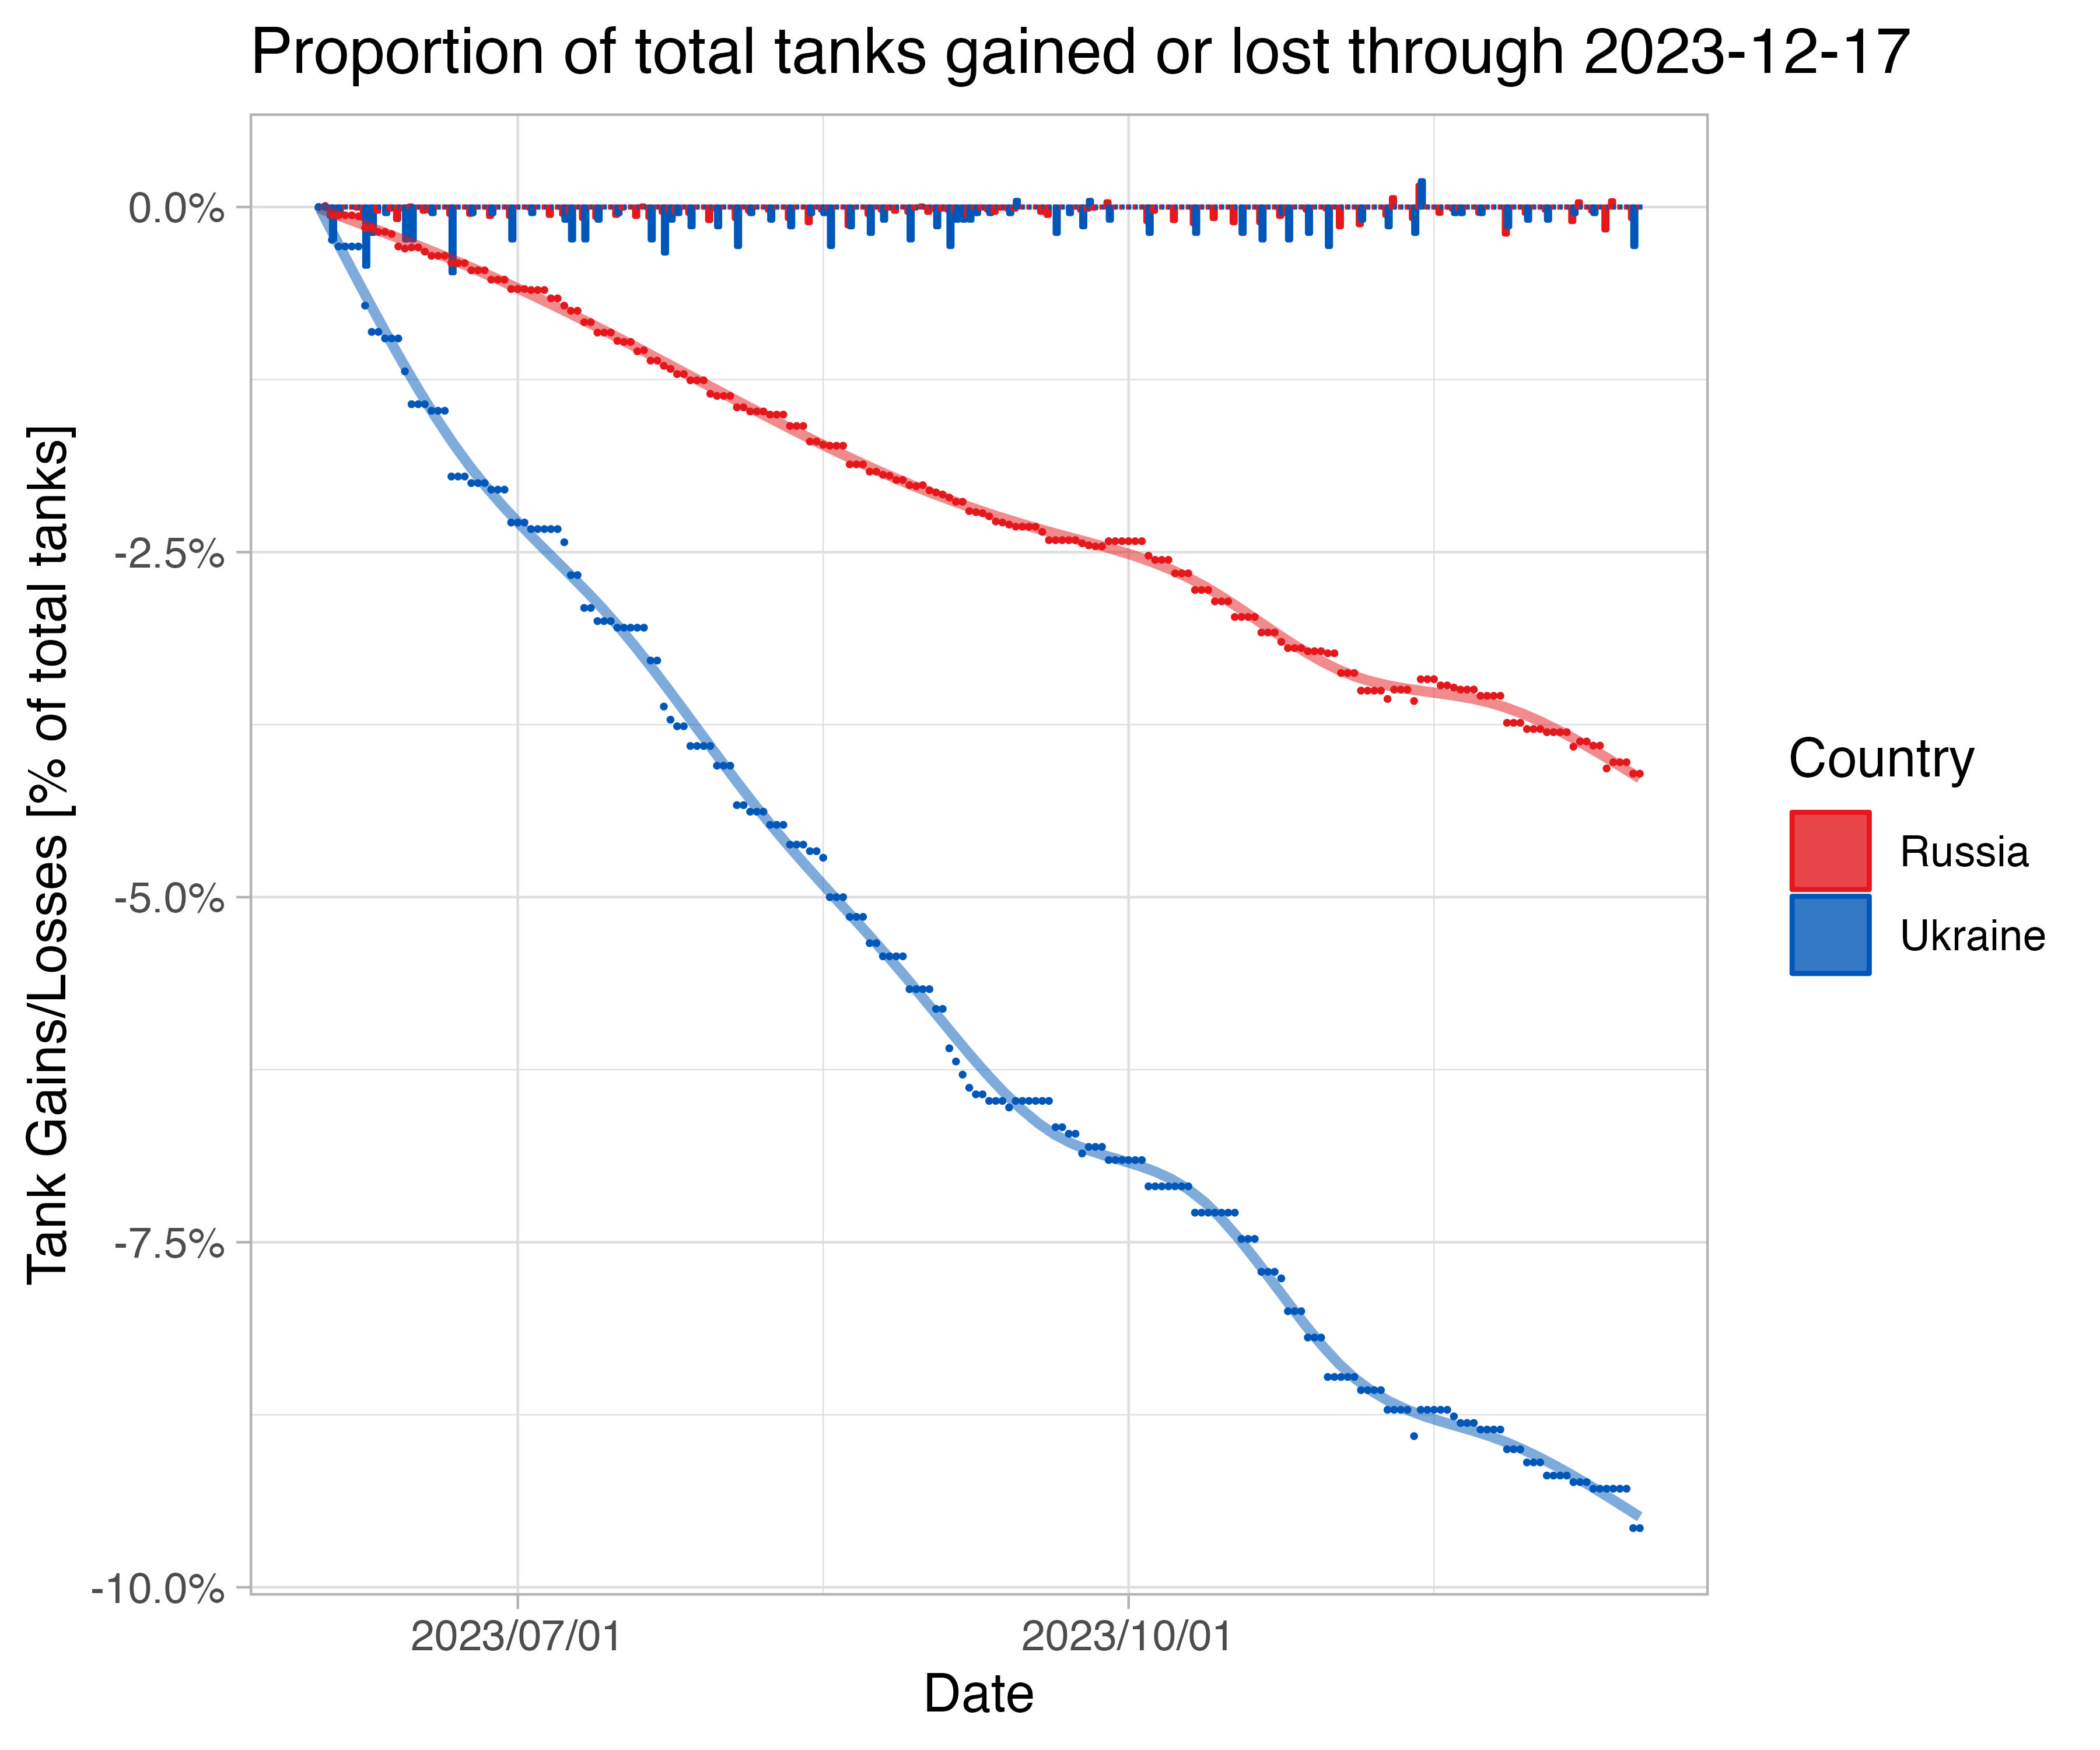 Proportion of total tanks gained or lost through 2023-12-17
Tank Gains/Losses [% of total tanks]
0.0%
-2.5%
-5.0%
-7.5%
-10.0%
2023/07/01
2023/10/01
Date
Country
Russia
Ukraine